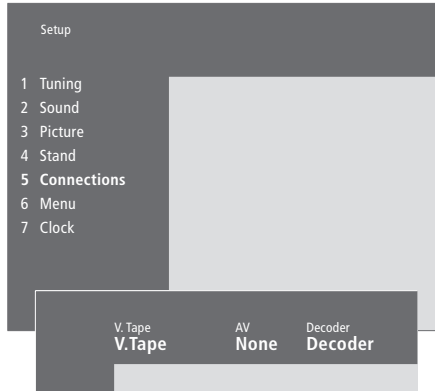 Setup
1 Tuning
2 Sound
3 Picture
4 Stand
5 Connections
6 Menu
7 Clock
V. Tape AV Decoder
V.Tape None Decoder